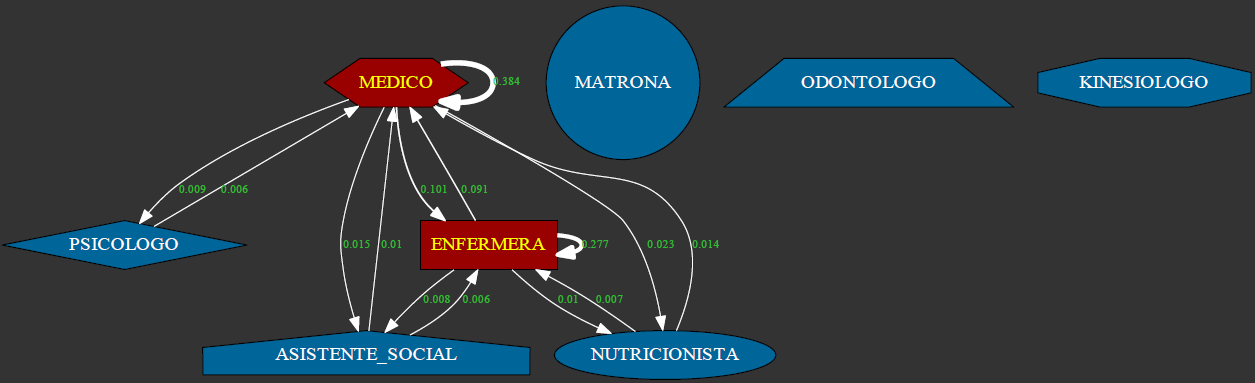 MEDICO
0.384
MATRONA
ODONTOLOGO
KINESIOLOGO
0.009
0.006
0.101
0.091
PSICOLOGO
0.015
0.01
ENFERMERA
0.277
0.023
0.014
0.008
0.006
0.01
0.007
ASISTENTE_SOCIAL
NUTRICIONISTA